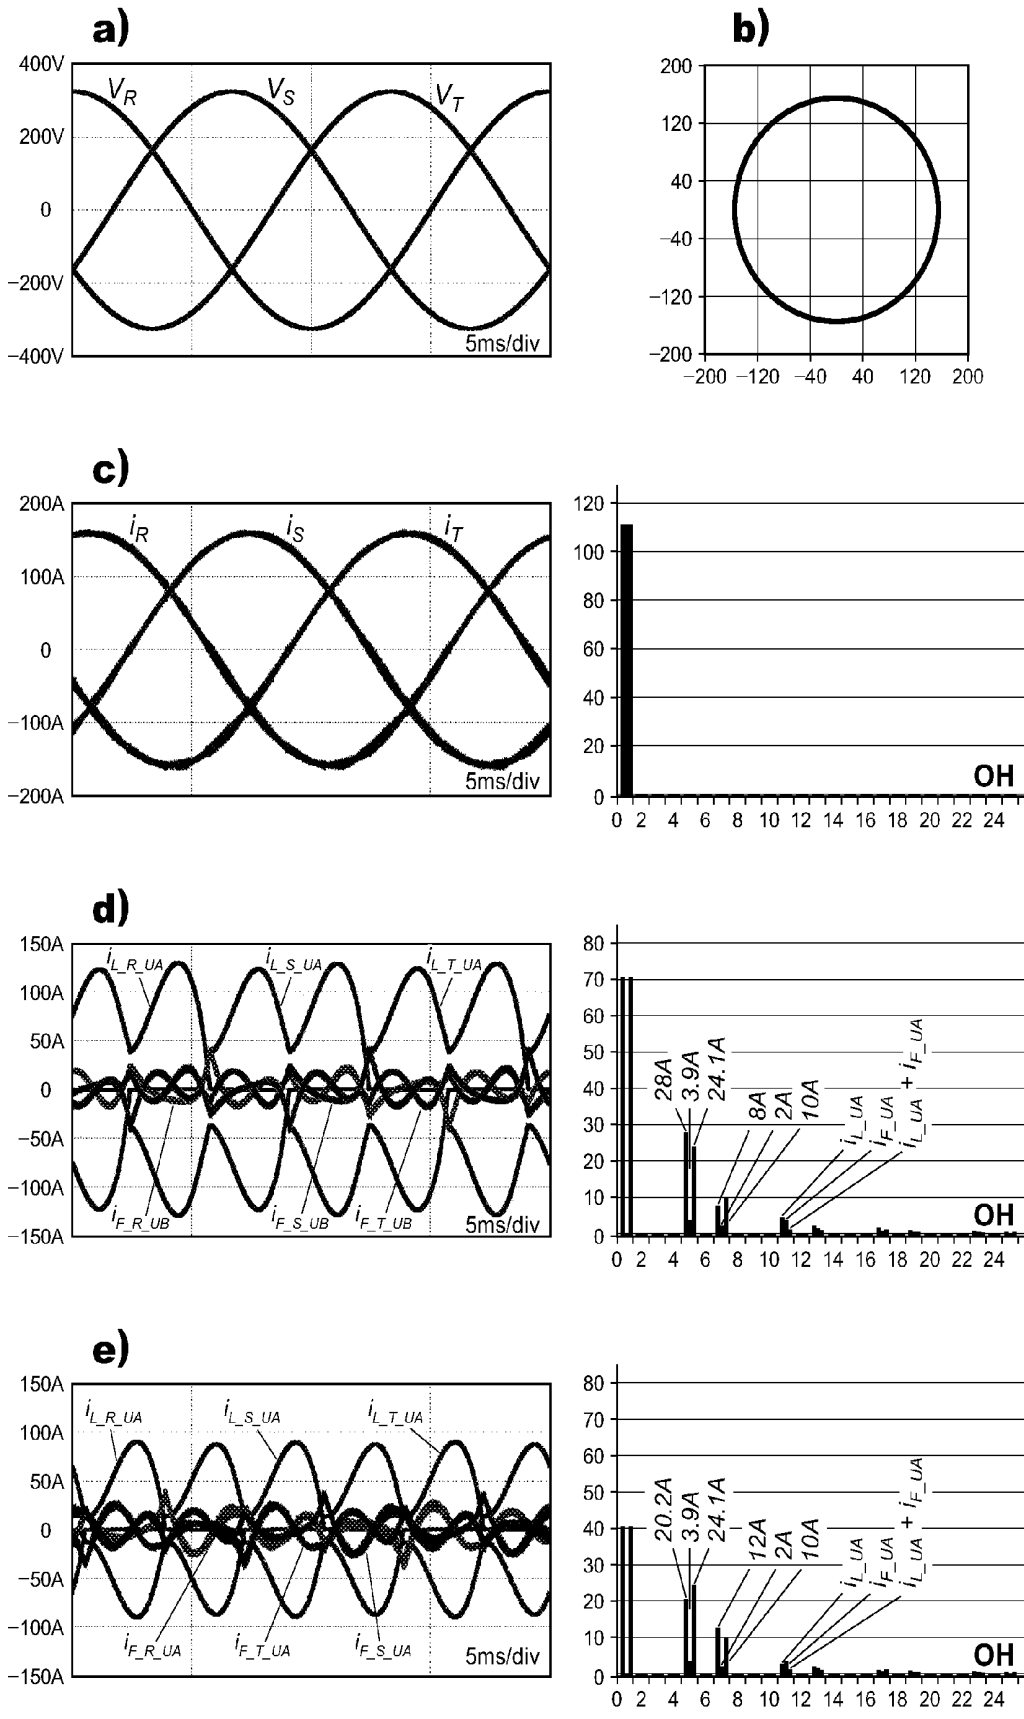 a)
b)
400V
200V
0
−200V
−400V
V_R
V_S
V_T
5ms/div
200
120
40
−40
−120
−200
−200 −120 −40 40 120 200
c)
200A
100A
0
−100A
−200A
i_R
i_S
i_T
5ms/div
120
100
80
60
40
20
0
OH
0 2 4 6 8 10 12 14 16 18 20 22 24
d)
150A
100A
50A
0
−50A
−100A
−150A
i_L_R_UA
i_L_S_UA
i_L_T_UA
i_F_R_UB
i_F_S_UB
i_F_T_UB
5ms/div
80
70
60
50
40
30
20
10
0
28A
3.9A
24.1A
8A
2A
10A
i_L_UA
i_F_UA
i_L_UA + i_F_UA
OH
0 2 4 6 8 10 12 14 16 18 20 22 24
e)
150A
100A
50A
0
−50A
−100A
−150A
i_L_R_UA
i_L_S_UA
i_L_T_UA
i_F_R_UA
i_F_T_UA
i_F_S_UA
5ms/div
80
70
60
50
40
30
20
10
0
20.2A
3.9A
24.1A
12A
2A
10A
i_L_UA
i_F_UA
i_L_UA + i_F_UA
OH
0 2 4 6 8 10 12 14 16 18 20 22 24